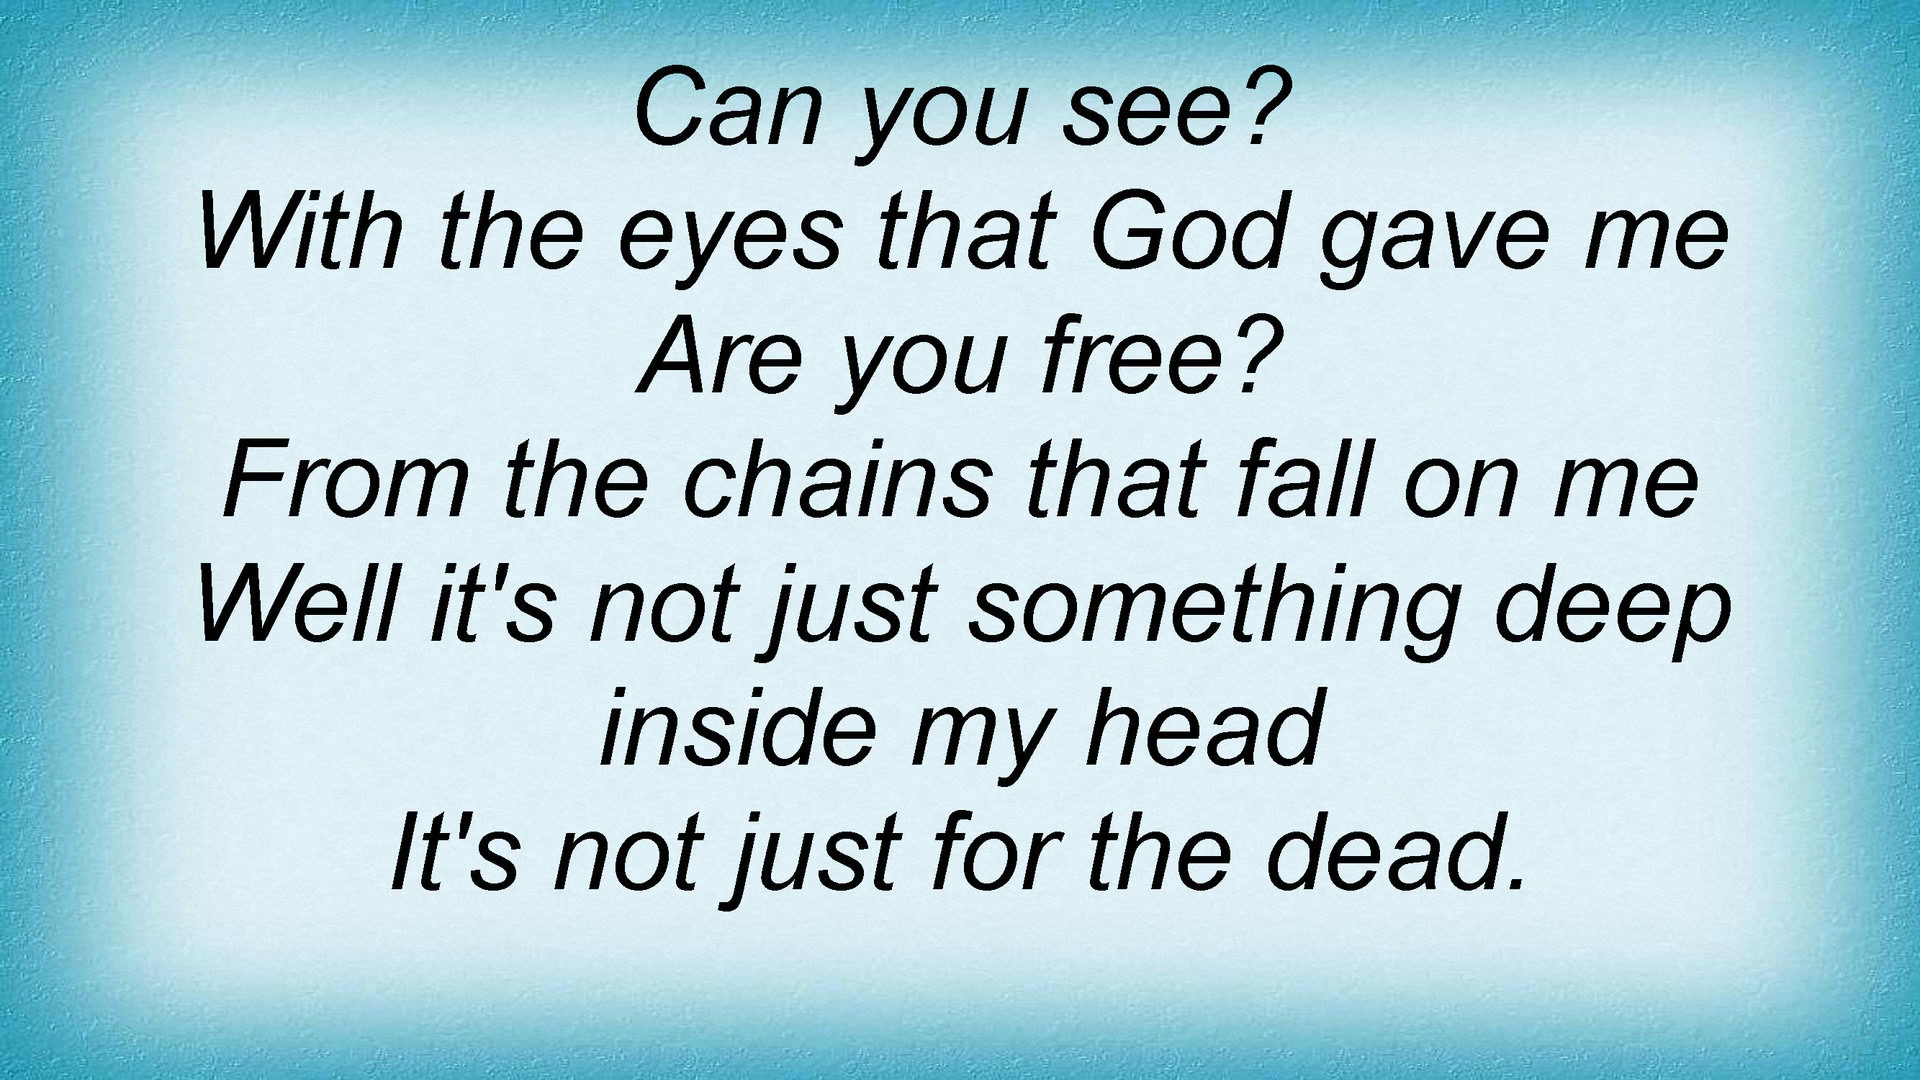 Can you see?
With the eyes that God gave me
Are you free?
From the chains that fall on me
Well it's not just something deep
inside my head
It's not just for the dead.